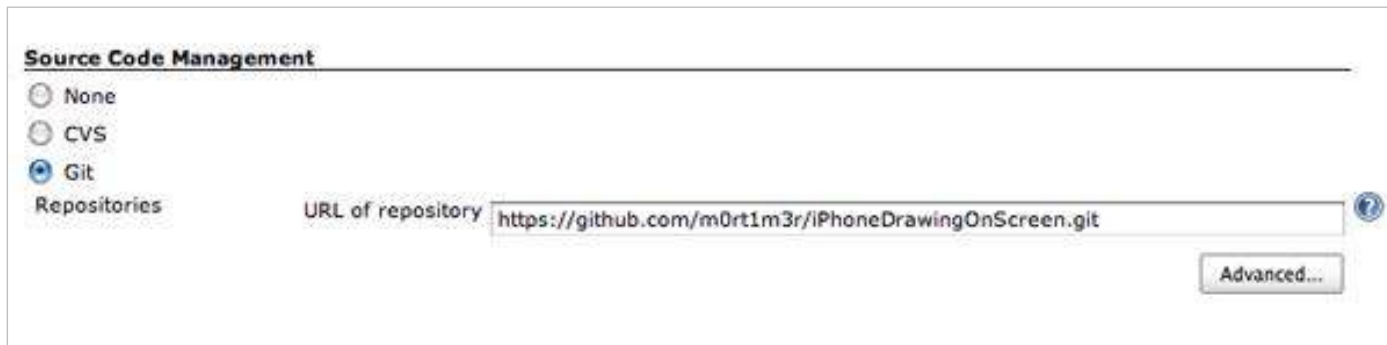 Source Code Management
None
CVS
Git
Repositories URL of repository https://github.com/m0rt1m3r/iPhoneDrawingOnScreen.git
Advanced...